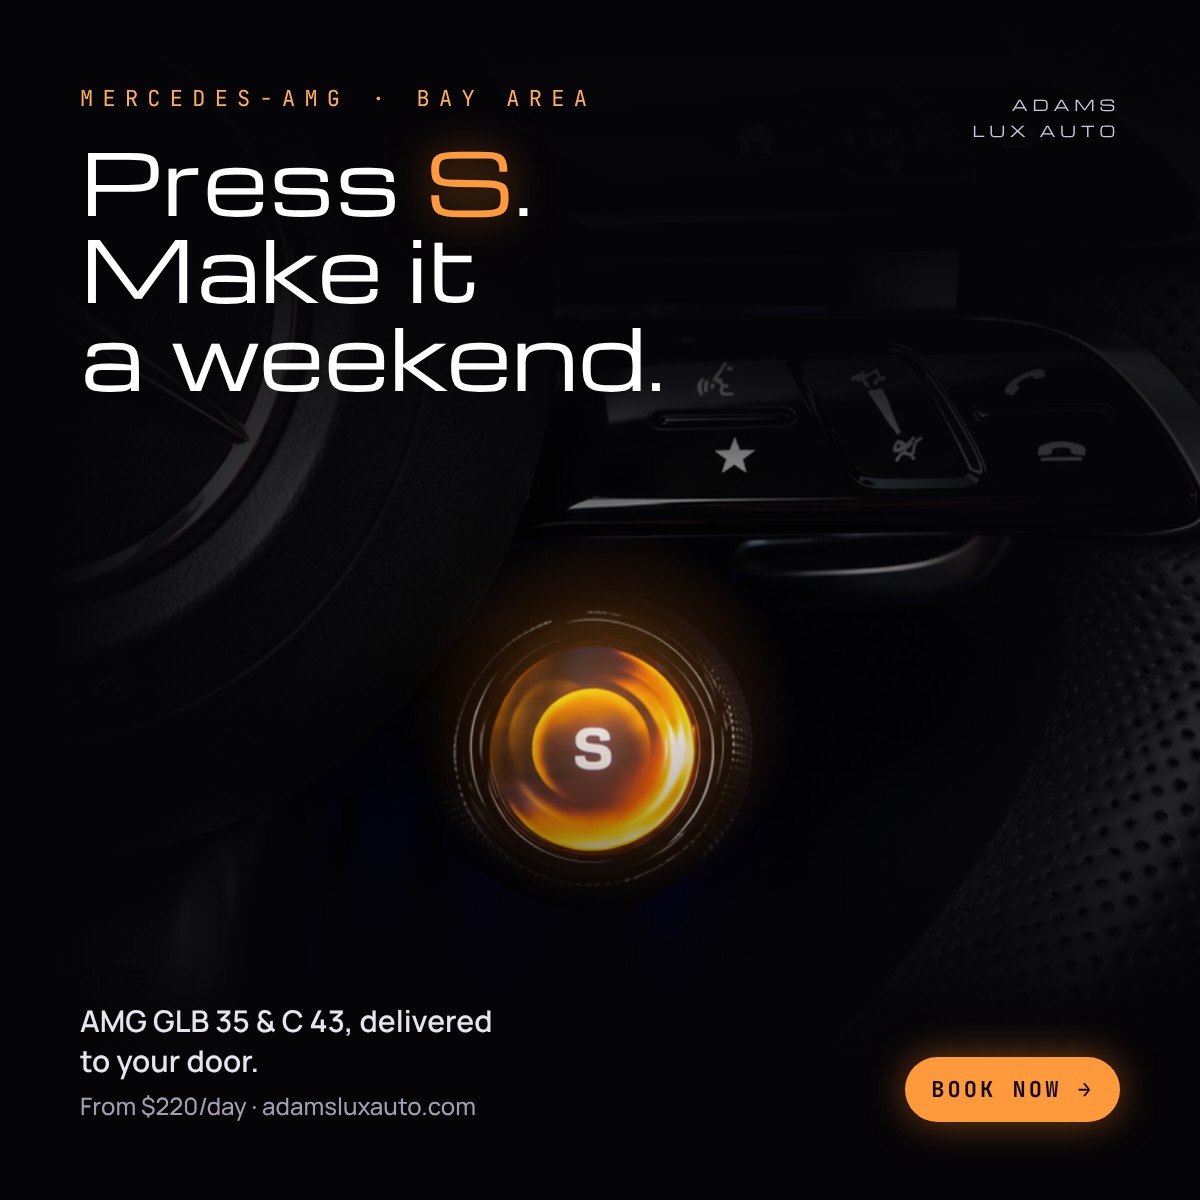 MERCEDES-AMG · BAY AREA
ADAMS
LUX AUTO
Press S.
Make it
a weekend.
S
AMG GLB 35 & C 43, delivered
to your door.
From $220/day · adamsluxauto.com
BOOK NOW →